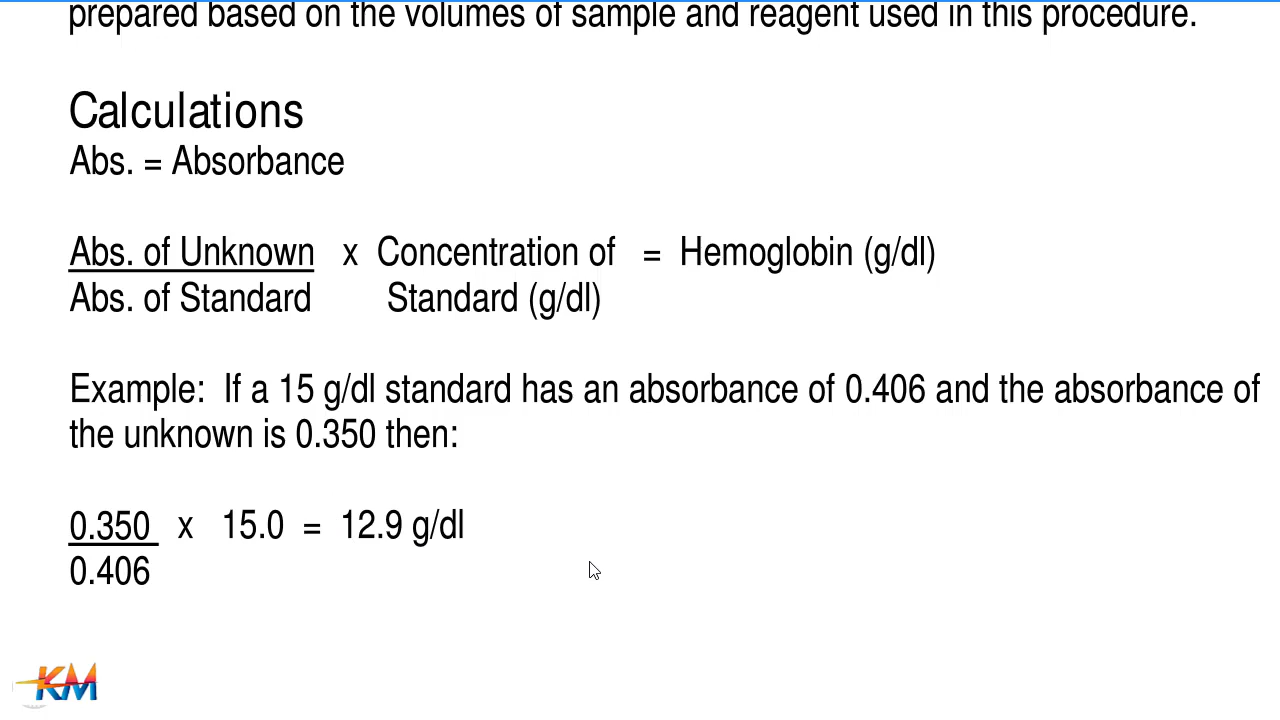 prepared based on the volumes of sample and reagent used in this procedure.
Calculations
Abs. = Absorbance
Abs. of Unknown x Concentration of = Hemoglobin (g/dl)
Abs. of Standard Standard (g/dl)
Example: If a 15 g/dl standard has an absorbance of 0.406 and the absorbance of
the unknown is 0.350 then:
0.350 x 15.0 = 12.9 g/dl
0.406
KM